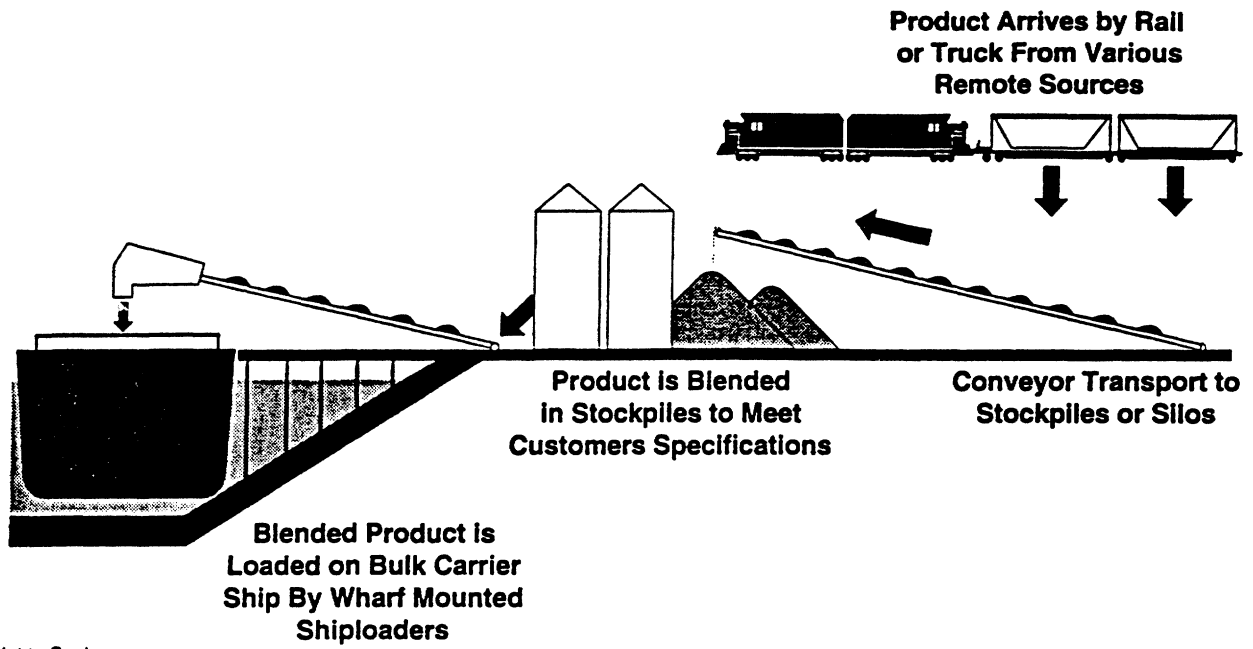 Product Arrives by Rail
or Truck From Various
Remote Sources
Product is Blended
in Stockpiles to Meet
Customers Specifications
Conveyor Transport to
Stockpiles or Silos
Blended Product is
Loaded on Bulk Carrier
Ship By Wharf Mounted
Shiploaders